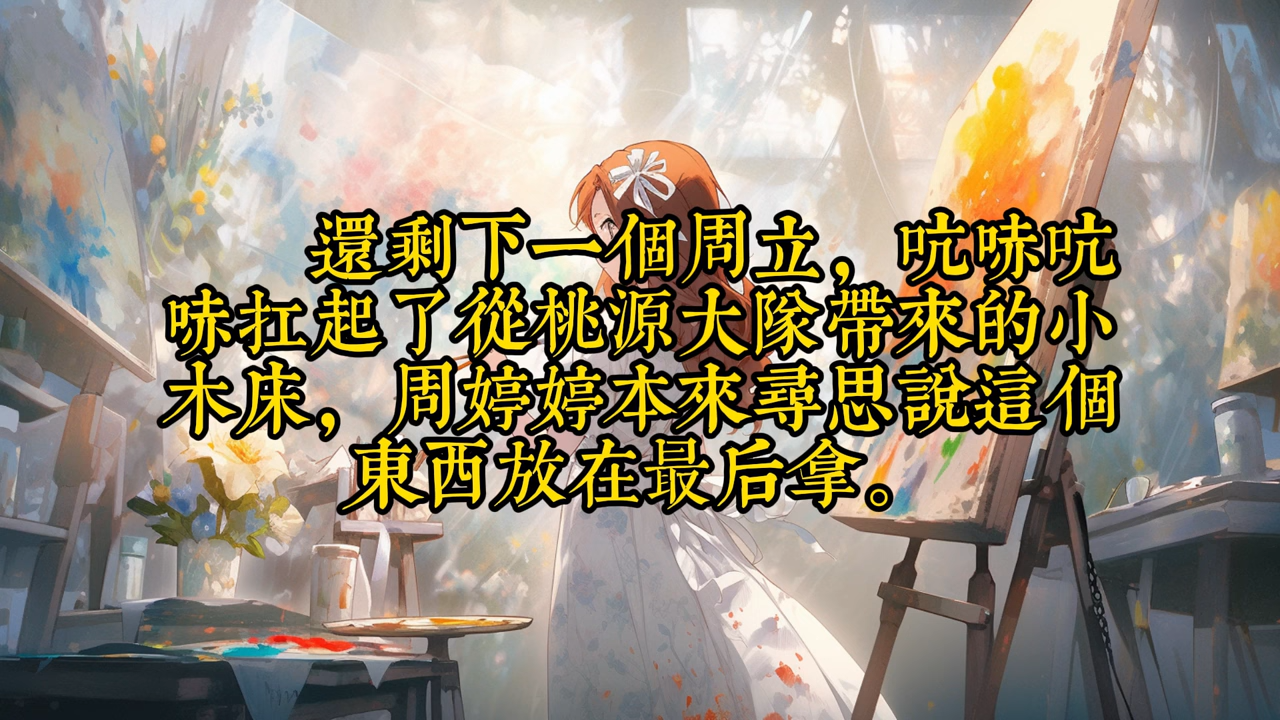 還剩下一個周立，吭哧吭
哧扛起了從桃源大隊帶來的小
木床，周婷婷本來尋思說這個
東西放在最后拿。